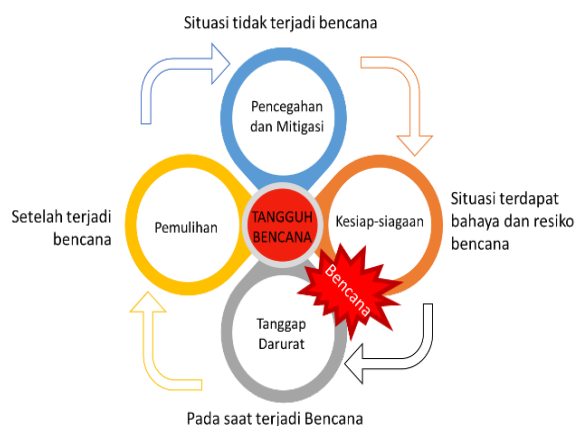 Situasi tidak terjadi bencana
Pencegahan
dan Mitigasi
Setelah terjadi
bencana
Pemulihan
TANGGUH
BENCANA
Kesiap-siagaan
Situasi terdapat
bahaya dan resiko
bencana
Bencana
Tanggap
Darurat
Pada saat terjadi Bencana